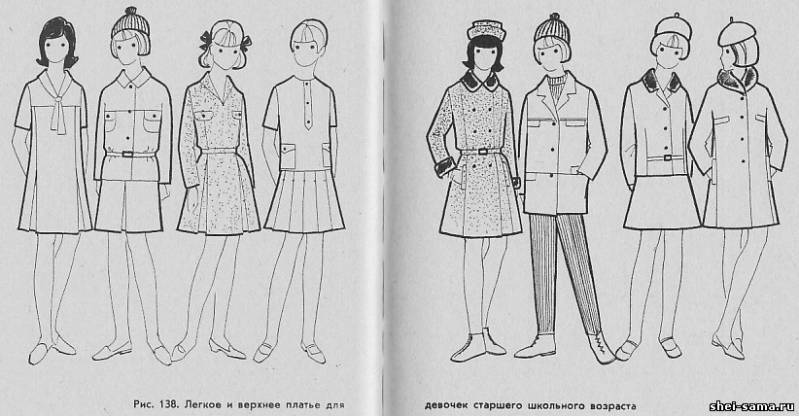 Рис. 138. Легкое и верхнее платье для
девочек старшего школьного возраста
shei-sama.ru